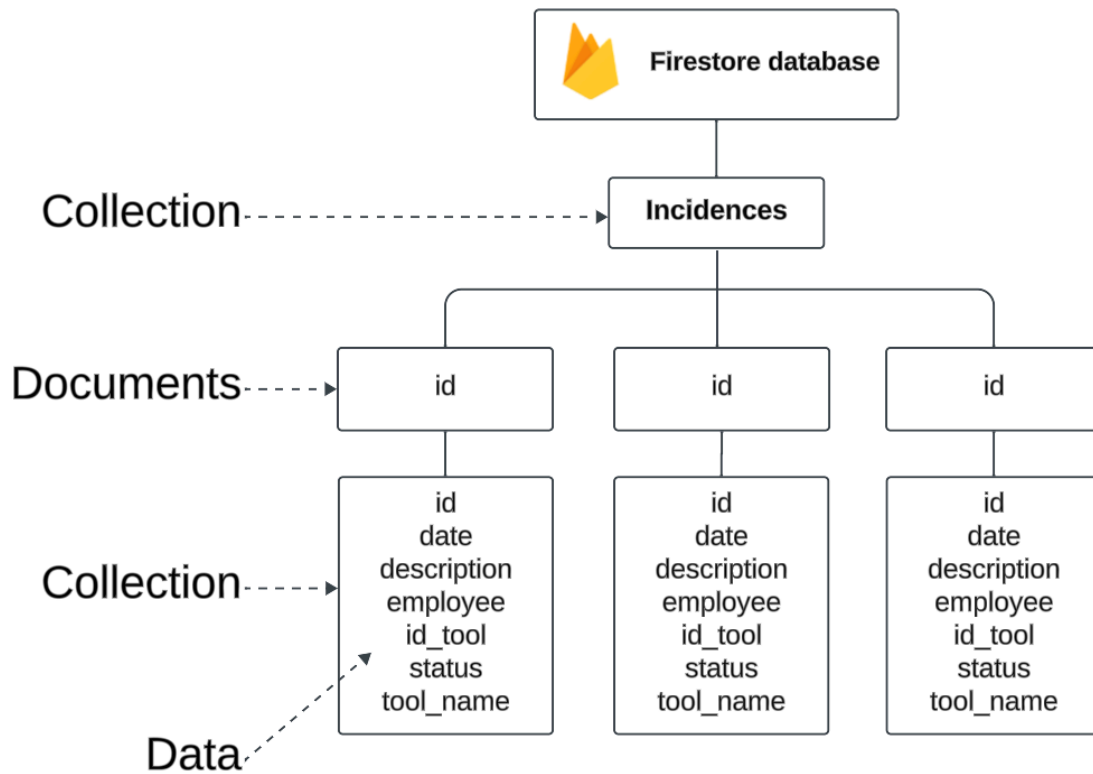 Firestore database
Collection
Incidences
Documents
id
id
id
Collection
id
date
description
employee
id_tool
status
tool_name
id
date
description
employee
id_tool
status
tool_name
id
date
description
employee
id_tool
status
tool_name
Data